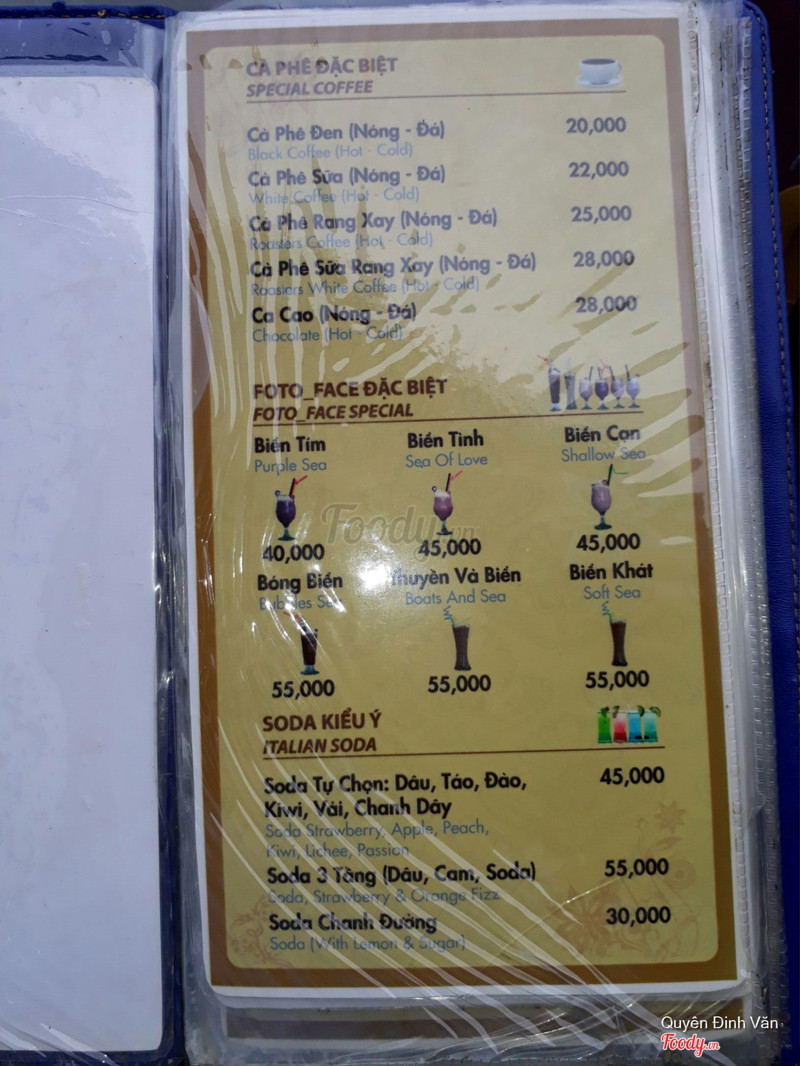 CÀ PHÊ ĐẶC BIỆT
SPECIAL COFFEE
Cà Phê Đen (Nóng - Đá) 20,000
Black Coffee (Hot - Cold)
Cà Phê Sữa (Nóng - Đá) 22,000
White Coffee (Hot - Cold)
Cà Phê Rang Xay (Nóng - Đá) 25,000
Roasters Coffee (Hot - Cold)
Cà Phê Sữa Rang Xay (Nóng - Đá) 28,000
Roasters White Coffee (Hot - Cold)
Ca Cao (Nóng - Đá) 28,000
Chocolate (Hot - Cold)
FOTO_FACE ĐẶC BIỆT
FOTO_FACE SPECIAL
Biển Tím Biển Tình Biển Cạn
Purple Sea Sea Of Love Shallow Sea
Foody.vn
40,000 45,000 45,000
Bóng Biển Thuyền Và Biển Biển Khát
Bubbles Sea Boats And Sea Soft Sea
55,000 55,000 55,000
SODA KIỂU Ý
ITALIAN SODA
Soda Tự Chọn: Dâu, Táo, Đào, 45,000
Kiwi, Vải, Chanh Dây
Soda Strawberry, Apple, Peach,
Kiwi, Lichee, Passion
Soda 3 Tầng (Dâu, Cam, Soda) 55,000
Soda, Strawberry & Orange Fizz
Soda Chanh Đường 30,000
Soda (With Lemon & Sugar)
Quyên Đinh Văn
Foody.vn